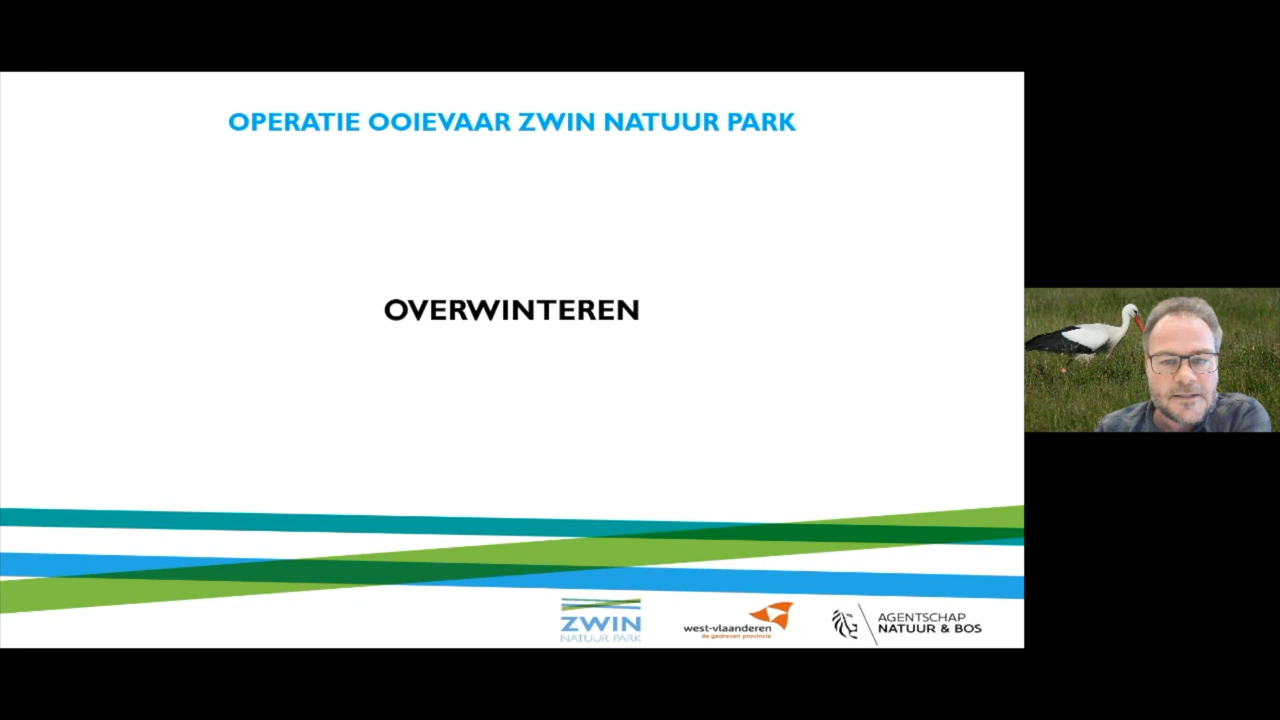 OPERATIE OOIEVAAR ZWIN NATUUR PARK
OVERWINTEREN
ZWIN
NATUUR PARK
west-vlaanderen
de gedreven provincie
AGENTSCHAP
NATUUR & BOS